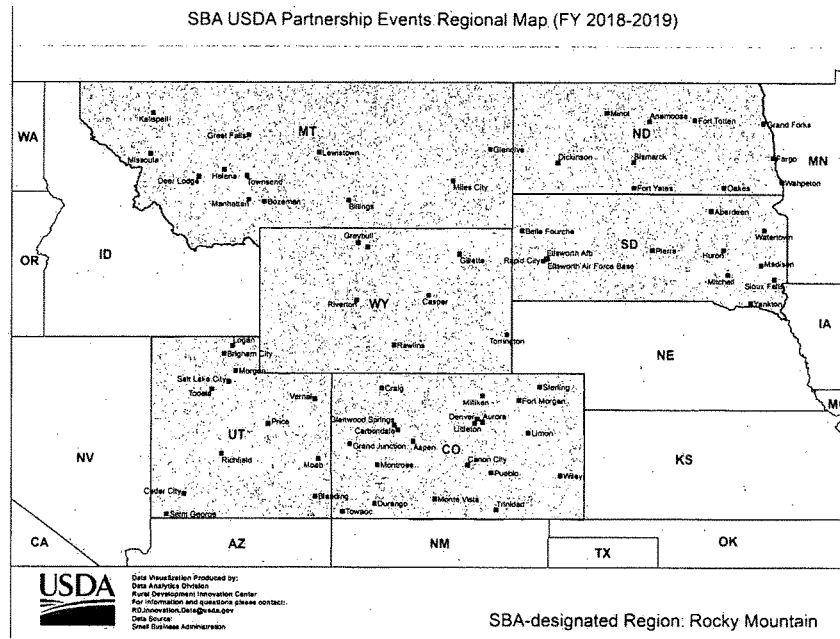 SBA USDA Partnership Events Regional Map (FY 2018-2019)
WA
Kalispell
Great Falls
MT
Missoula
Lewistown
Glendive
Deer Lodge
Helena
Townsend
Miles City
Manhattan
Bozeman
Billings
Minot
Anamoose
Fort Totten
Grand Forks
ND
Dickinson
Bismarck
Fargo
MN
Fort Yates
Oakes
Wahpeton
OR
ID
Greybull
Gillette
Riverton
WY
Casper
Rawlins
Torrington
Belle Fourche
Aberdeen
SD
Watertown
Ellsworth Afb
Rapid City
Ellsworth Air Force Base
Pierre
Huron
Madison
Mitchell
Sioux Falls
Yankton
IA
NE
Logan
Brigham City
Morgan
Salt Lake City
Tooele
Vernal
Price
UT
Richfield
Moab
Cedar City
Blanding
Saint George
NV
Craig
Sterling
Milliken
Fort Morgan
Glenwood Springs
Denver
Aurora
Carbondale
Littleton
Limon
Grand Junction
Aspen
CO
Montrose
Canon City
Pueblo
Wiley
Durango
Monte Vista
Towaoc
Trinidad
KS
CA
AZ
NM
TX
OK
USDA
Data Visualization Produced by:
Data Analytics Division
Rural Development Innovation Center
For information and questions please contact:
RD.Innovation.Data@usda.gov
Data Source:
Small Business Administration
SBA-designated Region: Rocky Mountain